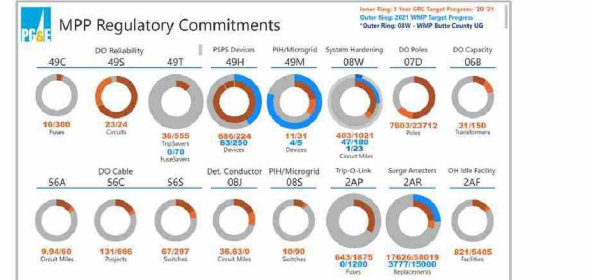 Inner Ring: 3 Year GRC Target Progress: '20 '21
Outer Ring: 2021 WMP Target Progress
*Outer Ring: 08W - WMP Butte County UG
PG&E
MPP Regulatory Commitments
DO Reliability
PSPS Devices
PIH/Microgrid
System Hardening
DO Poles
DO Capacity
49C
49S
49T
49H
49M
08W
07D
06B
16/300
Fuses
23/24
Circuits
36/555
TripSavers
0/70
FuseSavers
686/224
63/250
Devices
11/31
4/5
Devices
403/1021
47/180
1/23
Circuit Miles
7603/23712
Poles
31/150
Transformers
DO Cable
Det. Conductor
PIH/Microgrid
Trip-O-Link
Surge Arresters
OH Idle Facility
56A
56C
56S
08J
08S
2AP
2AR
2AF
9.94/60
Circuit Miles
131/666
Projects
67/297
Switches
36.63/0
Circuit Miles
10/90
Switches
643/1875
0/1200
Fuses
17626/58019
3777/15000
Replacements
821/5405
Facilities